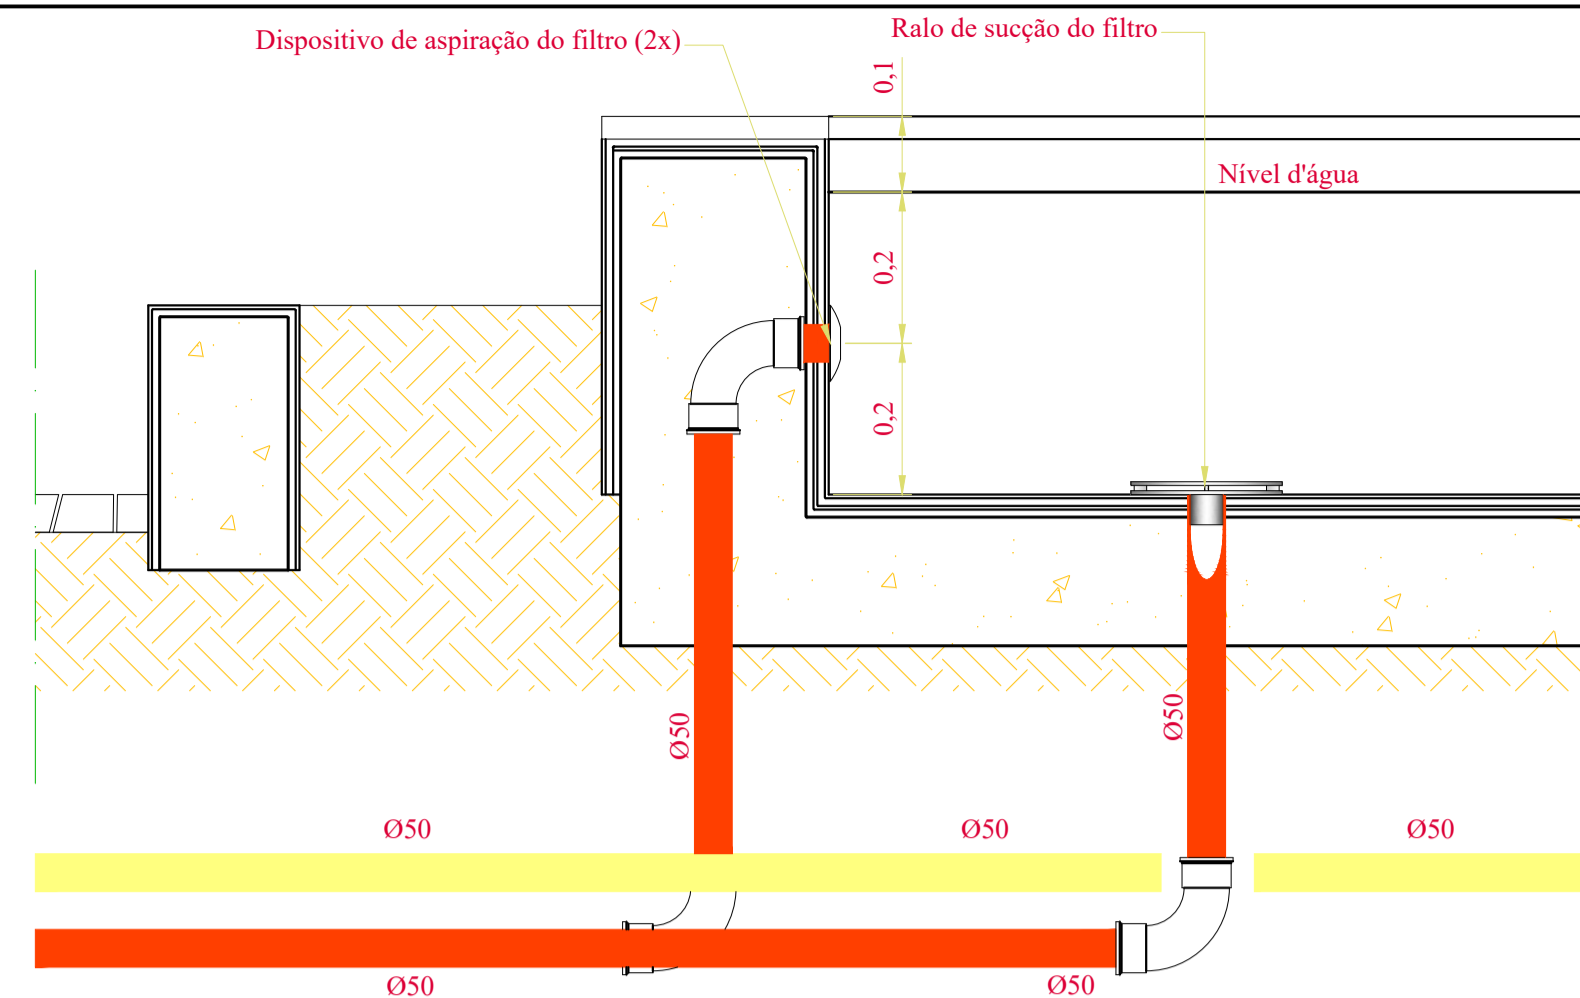 Dispositivo de aspiração do filtro (2x)
Ralo de sucção do filtro
0,1
Nível d'água
0,2
0,2
Ø50
Ø50
Ø50
Ø50
Ø50
Ø50
Ø50